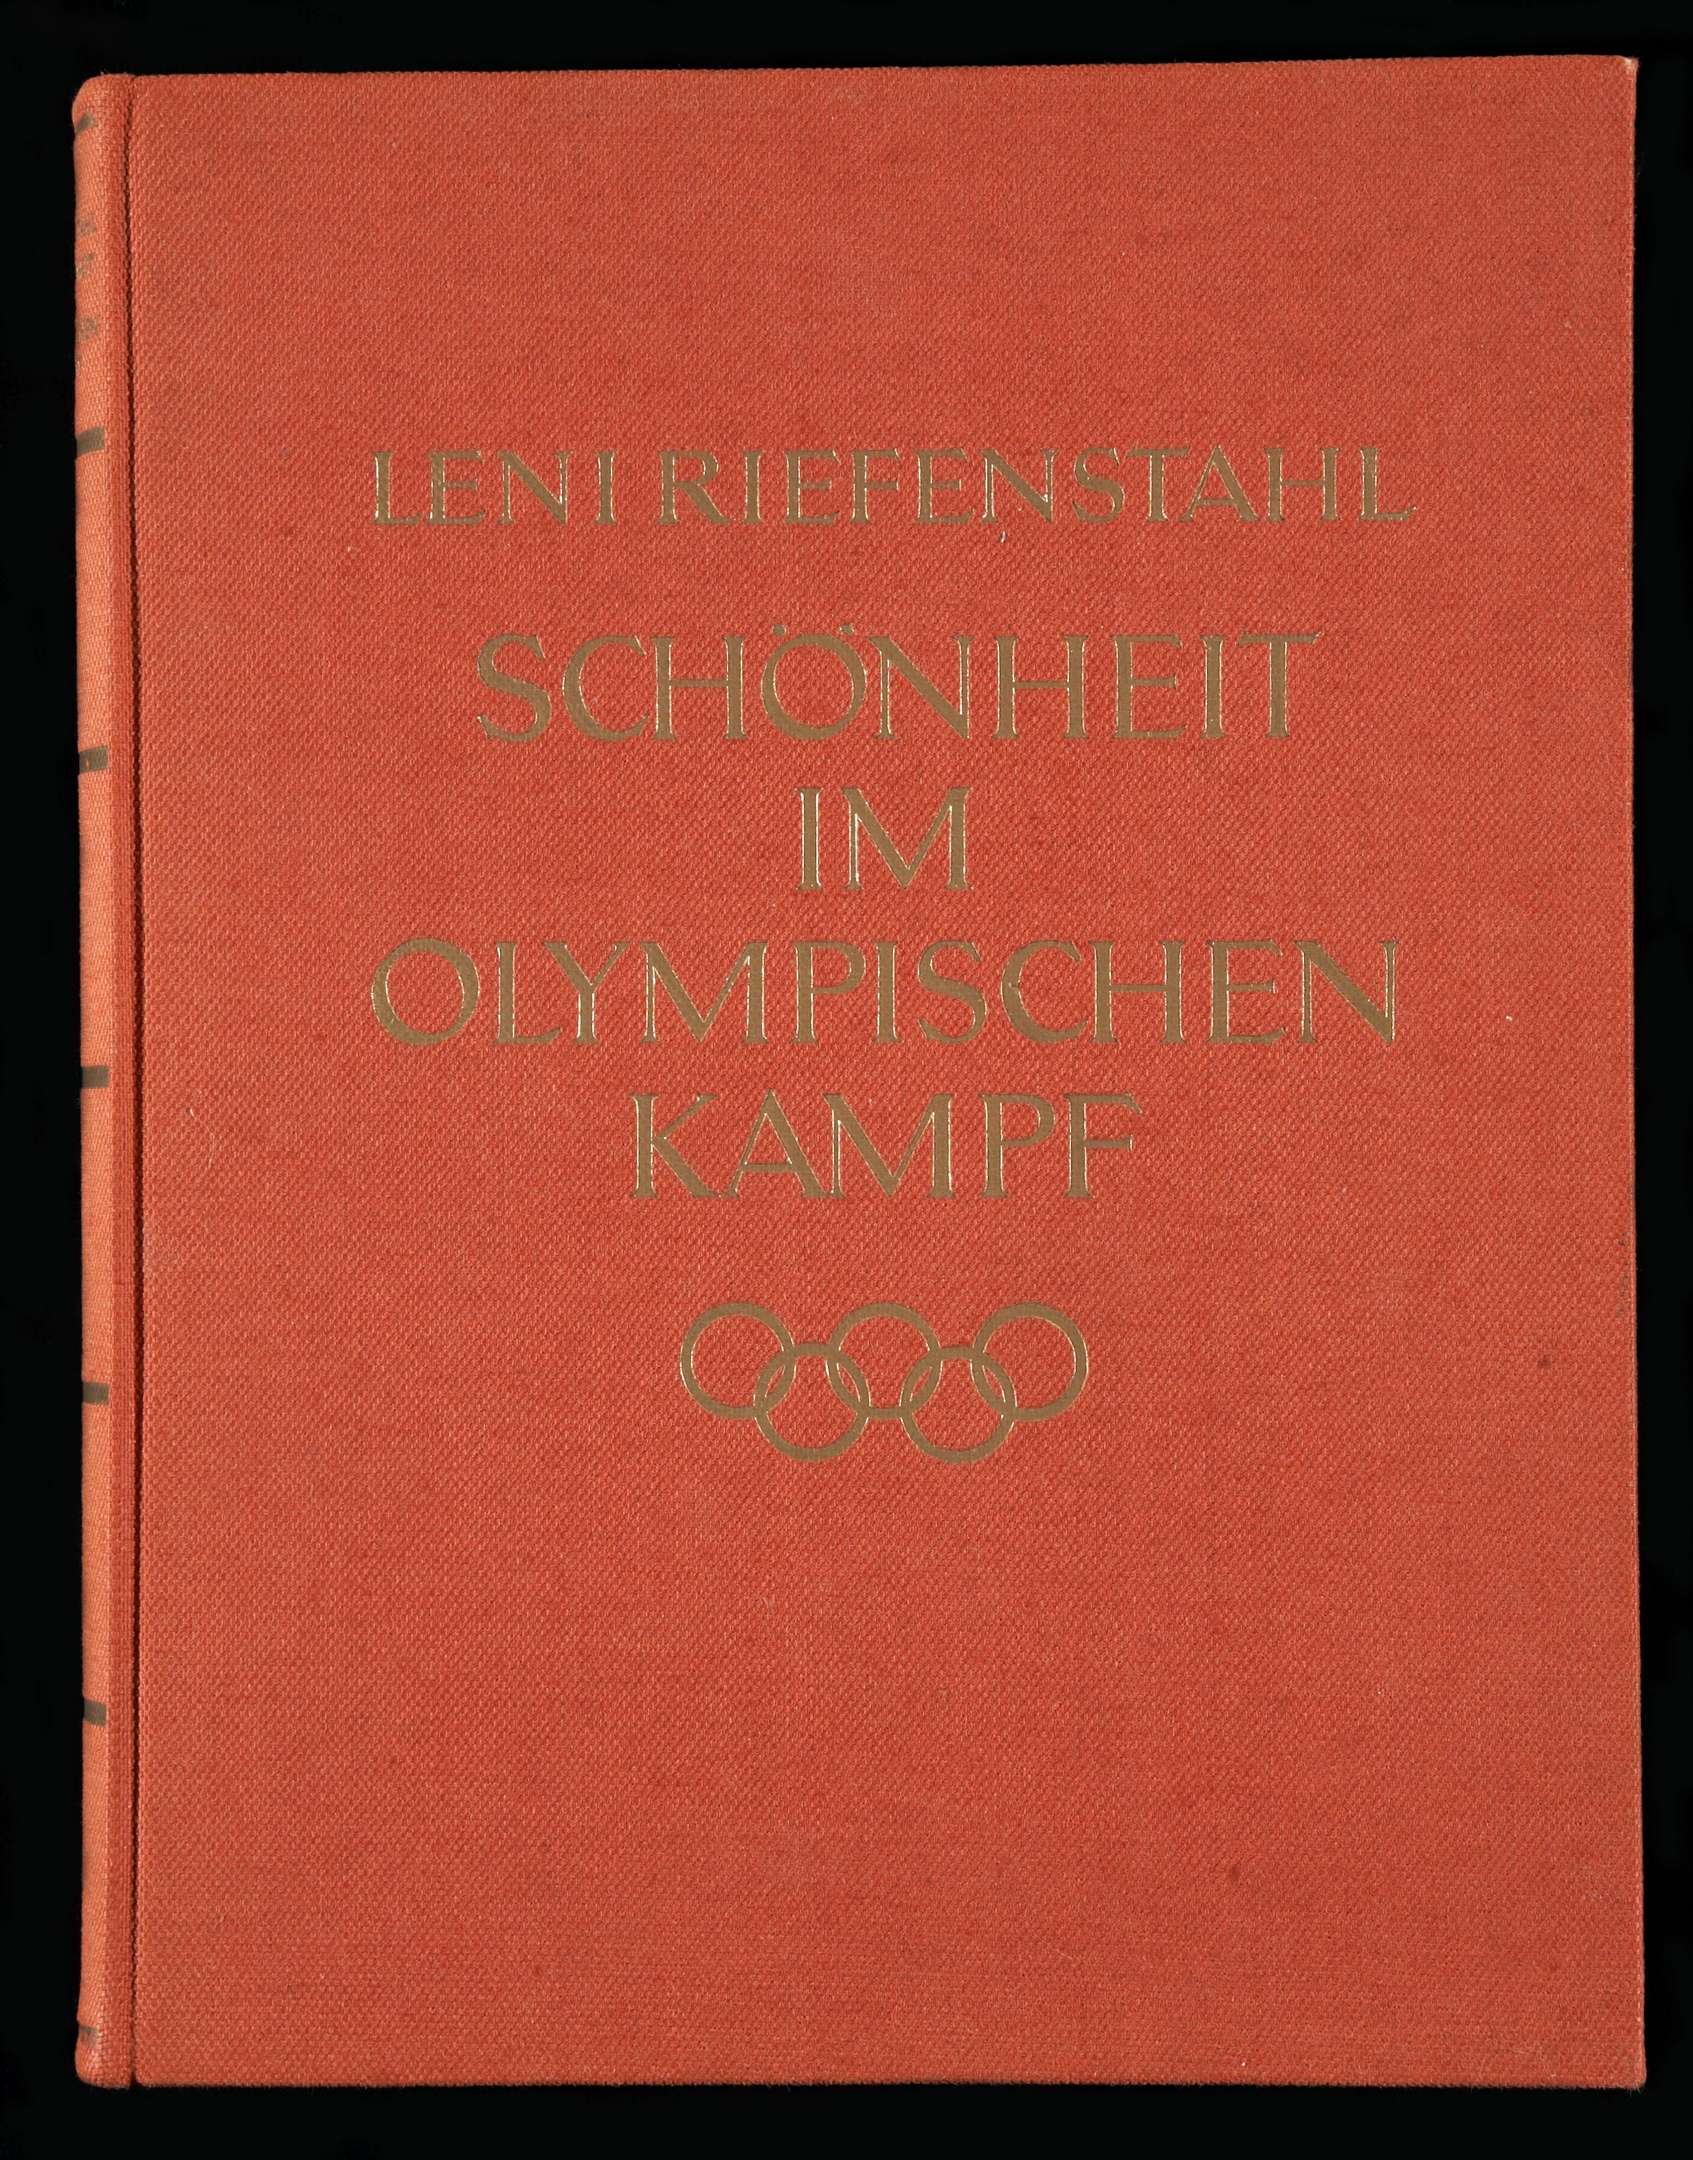 LENI RIEFENSTAHL
SCHÖNHEIT
IM
OLYMPISCHEN
KAMPF